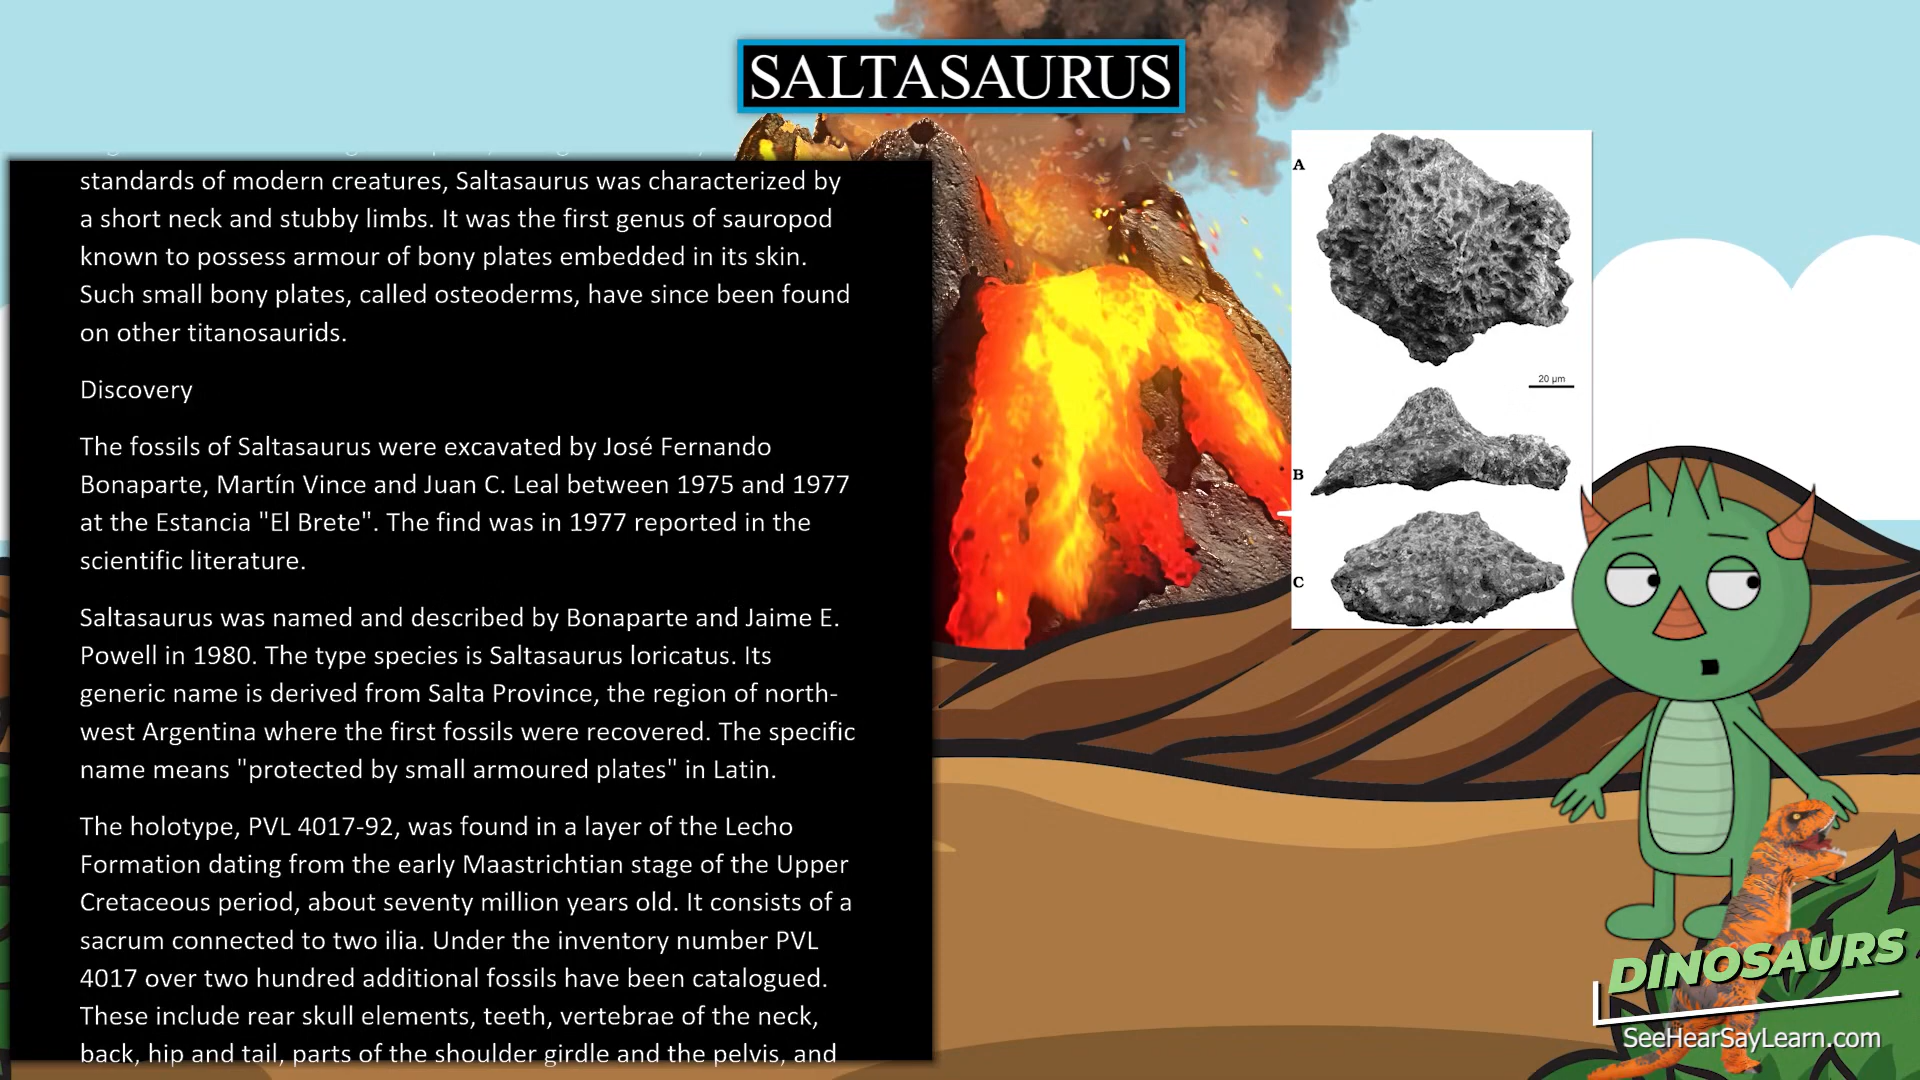 SALTASAURUS
standards of modern creatures, Saltasaurus was characterized by
a short neck and stubby limbs. It was the first genus of sauropod
known to possess armour of bony plates embedded in its skin.
Such small bony plates, called osteoderms, have since been found
on other titanosaurids.
Discovery
The fossils of Saltasaurus were excavated by José Fernando
Bonaparte, Martín Vince and Juan C. Leal between 1975 and 1977
at the Estancia "El Brete". The find was in 1977 reported in the
scientific literature.
Saltasaurus was named and described by Bonaparte and Jaime E.
Powell in 1980. The type species is Saltasaurus loricatus. Its
generic name is derived from Salta Province, the region of north-
west Argentina where the first fossils were recovered. The specific
name means "protected by small armoured plates" in Latin.
The holotype, PVL 4017-92, was found in a layer of the Lecho
Formation dating from the early Maastrichtian stage of the Upper
Cretaceous period, about seventy million years old. It consists of a
sacrum connected to two ilia. Under the inventory number PVL
4017 over two hundred additional fossils have been catalogued.
These include rear skull elements, teeth, vertebrae of the neck,
back, hip and tail, parts of the shoulder girdle and the pelvis, and
A
20 µm
B
C
DINOSAURS
SeeHearSayLearn.com